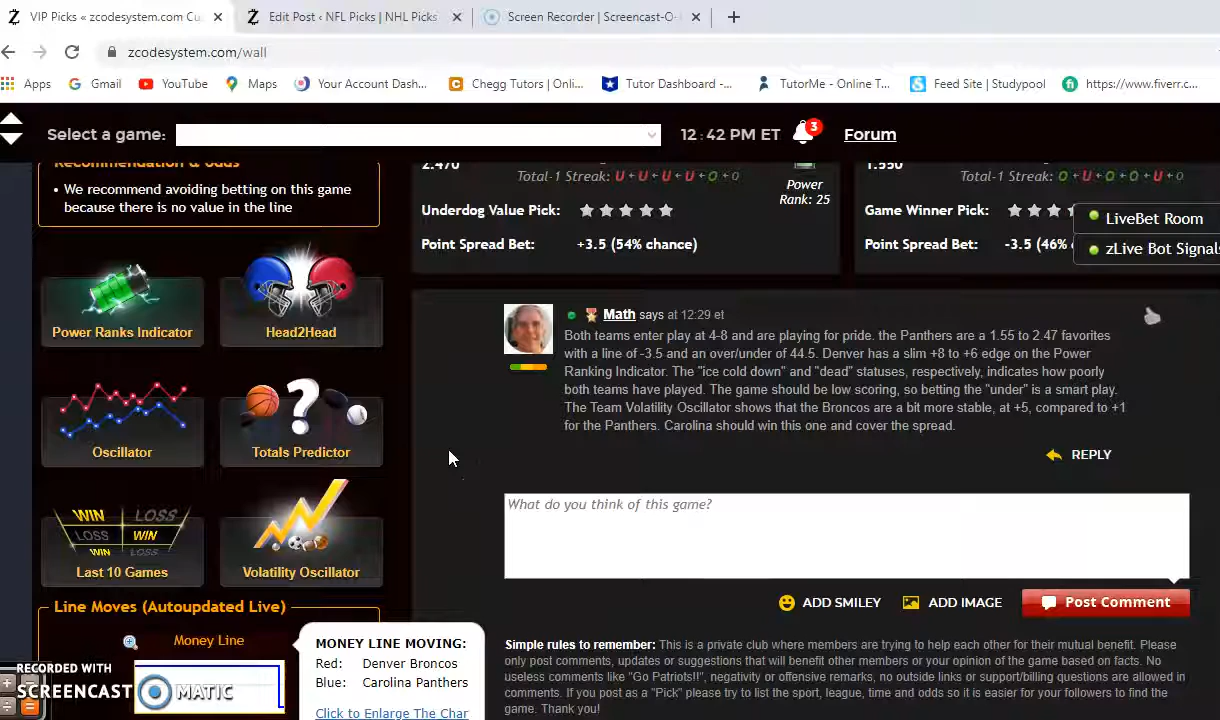 VIP Picks « zcodesystem.com Cu
Edit Post ‹ NFL Picks | NHL Picks
Screen Recorder | Screencast-O-
zcodesystem.com/wall
Apps
Gmail
YouTube
Maps
Your Account Dash...
Chegg Tutors | Onli...
Tutor Dashboard -...
TutorMe - Online T...
Feed Site | Studypool
https://www.fiverr.c...
Select a game:
12:42 PM ET
3
Forum
Recommendation & odds
• We recommend avoiding betting on this game
because there is no value in the line
2.470
Total-1 Streak: U + U + U + U + O + O
Power
Rank: 25
Underdog Value Pick:
Point Spread Bet: +3.5 (54% chance)
1.550
Total-1 Streak: O + U + O + O + U + O
Game Winner Pick:
Point Spread Bet: -3.5 (46%
LiveBet Room
zLive Bot Signals
Power Ranks Indicator
Head2Head
Oscillator
Totals Predictor
WIN LOSS
LOSS WIN
WIN LOSS
Last 10 Games
Volatility Oscillator
Math says at 12:29 et
Both teams enter play at 4-8 and are playing for pride. the Panthers are a 1.55 to 2.47 favorites
with a line of -3.5 and an over/under of 44.5. Denver has a slim +8 to +6 edge on the Power
Ranking Indicator. The "ice cold down" and "dead" statuses, respectively, indicates how poorly
both teams have played. The game should be low scoring, so betting the "under" is a smart play.
The Team Volatility Oscillator shows that the Broncos are a bit more stable, at +5, compared to +1
for the Panthers. Carolina should win this one and cover the spread.
REPLY
What do you think of this game?
ADD SMILEY
ADD IMAGE
Post Comment
Simple rules to remember: This is a private club where members are trying to help each other for their mutual benefit. Please
only post comments, updates or suggestions that will benefit other members or your opinion of the game based on facts. No
useless comments like "Go Patriots!!", negativity or offensive remarks, no outside links or support/billing questions are allowed in
comments. If you post as a "Pick" please try to list the sport, league, time and odds so it is easier for your followers to find the
game. Thank you!
Line Moves (Autoupdated Live)
Money Line
MONEY LINE MOVING:
Red: Denver Broncos
Blue: Carolina Panthers
Click to Enlarge The Char
RECORDED WITH
SCREENCAST MATIC